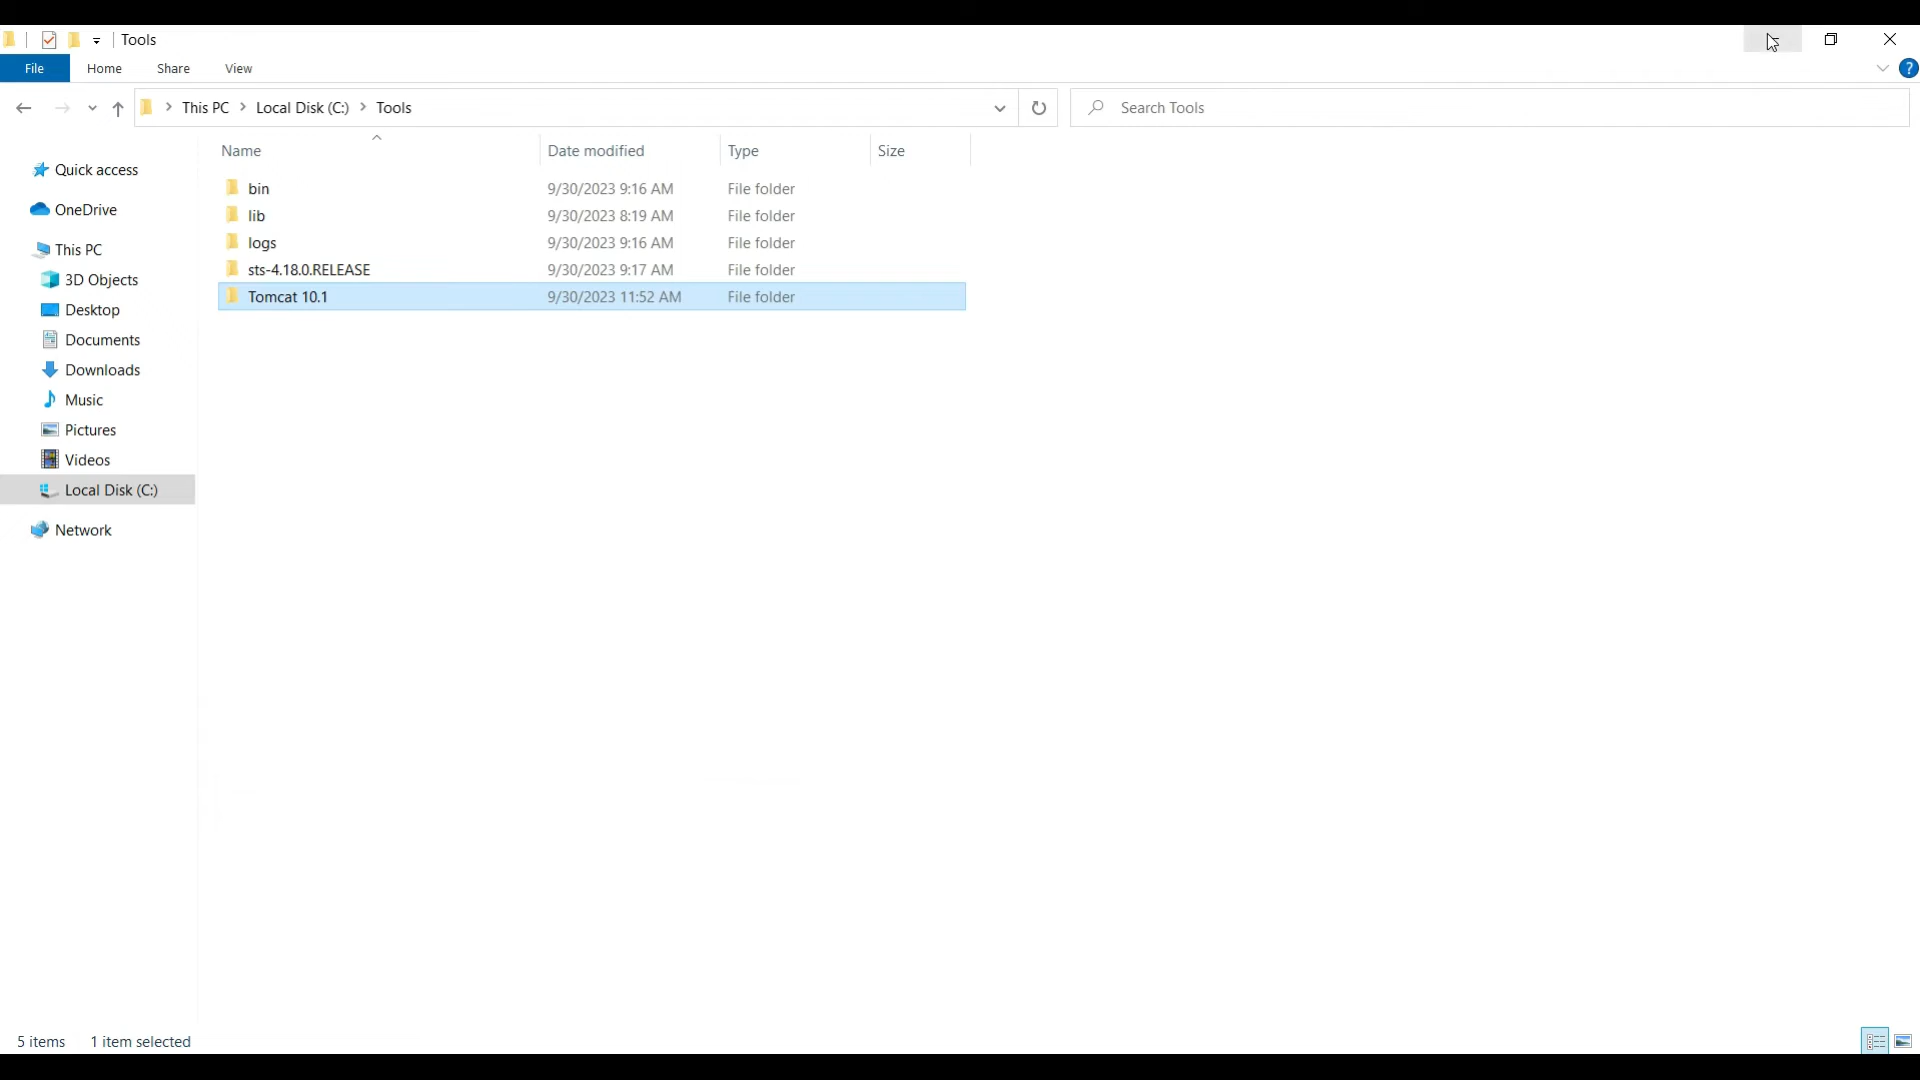 Tools
File Home Share View ?
This PC Local Disk (C:) Tools Search Tools
Name Date modified Type Size
Quick access
OneDrive
This PC
3D Objects
Desktop
Documents
Downloads
Music
Pictures
Videos
Local Disk (C:)
Network
bin 9/30/2023 9:16 AM File folder
lib 9/30/2023 8:19 AM File folder
logs 9/30/2023 9:16 AM File folder
sts-4.18.0.RELEASE 9/30/2023 9:17 AM File folder
Tomcat 10.1 9/30/2023 11:52 AM File folder
5 items 1 item selected